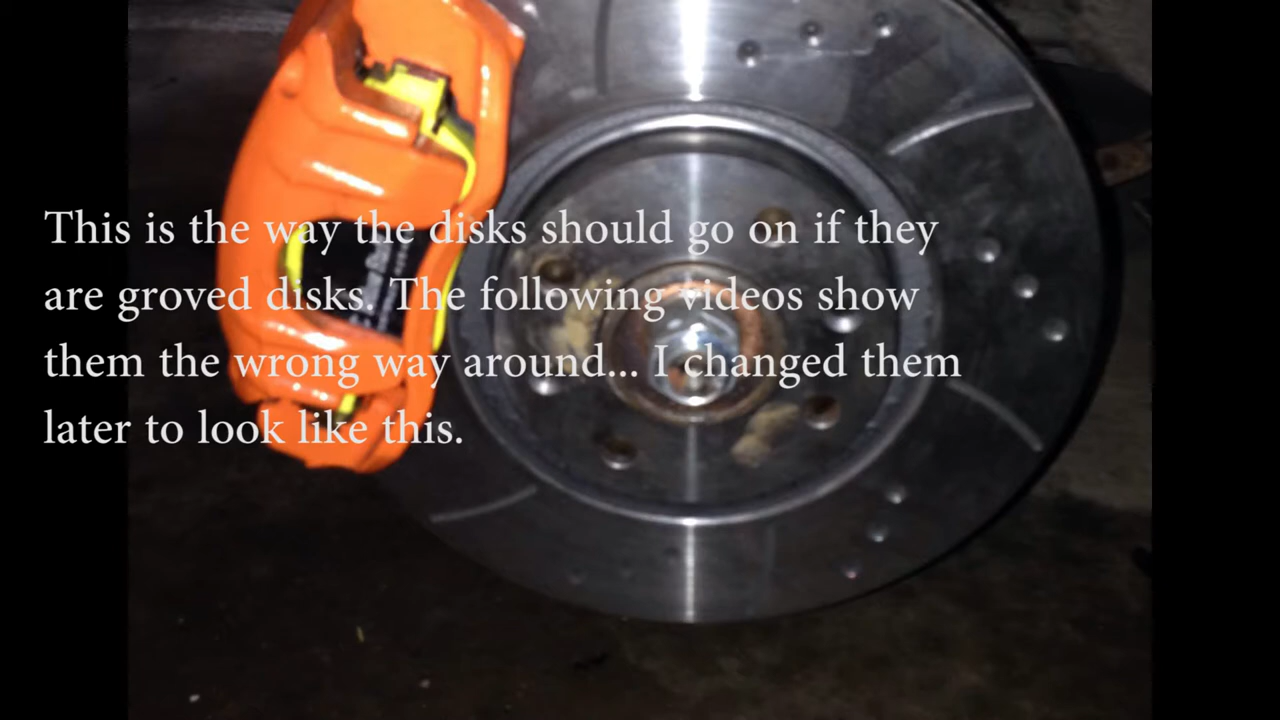 This is the way the disks should go on if they
are groved disks. The following videos show
them the wrong way around... I changed them
later to look like this.